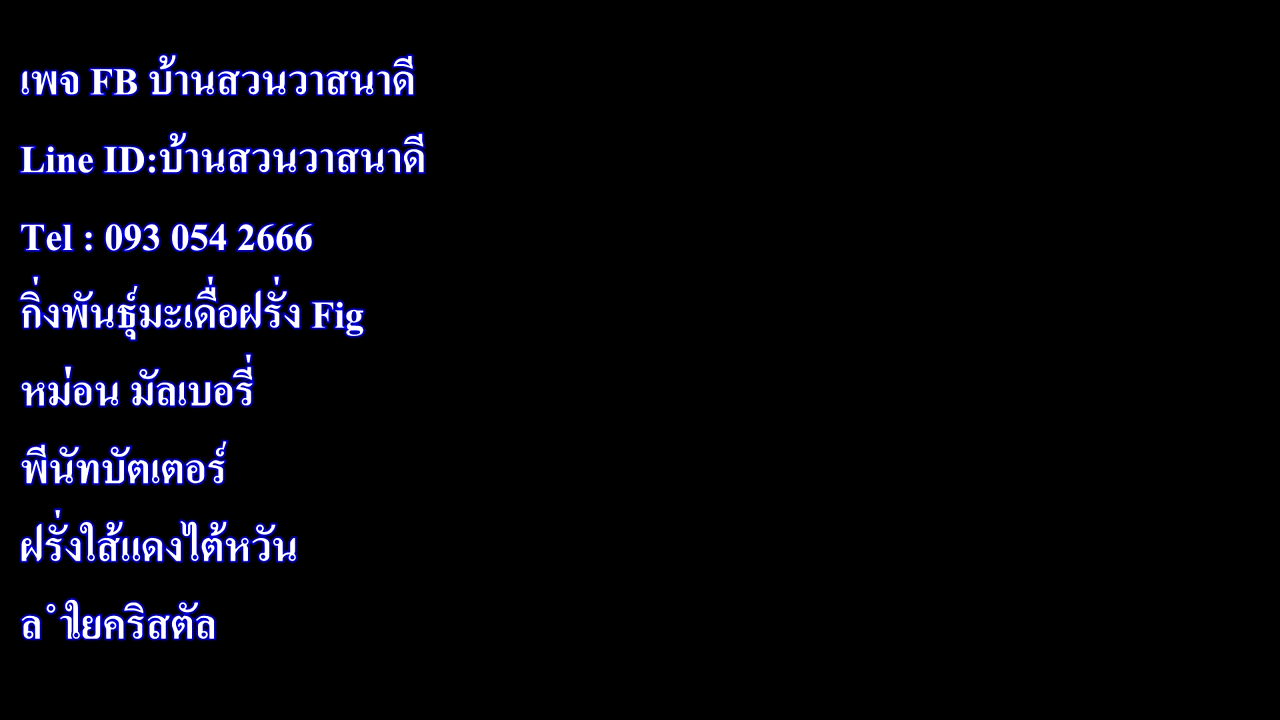 เพจ FB บ้านสวนวาสนาดี
Line ID:บ้านสวนวาสนาดี
Tel : 093 054 2666
กิ่งพันธุ์มะเดื่อฝรั่ง Fig
หม่อน มัลเบอรี่
พีนัทบัตเตอร์
ฝรั่งใส้แดงไต้หวัน
ลำใยคริสตัล